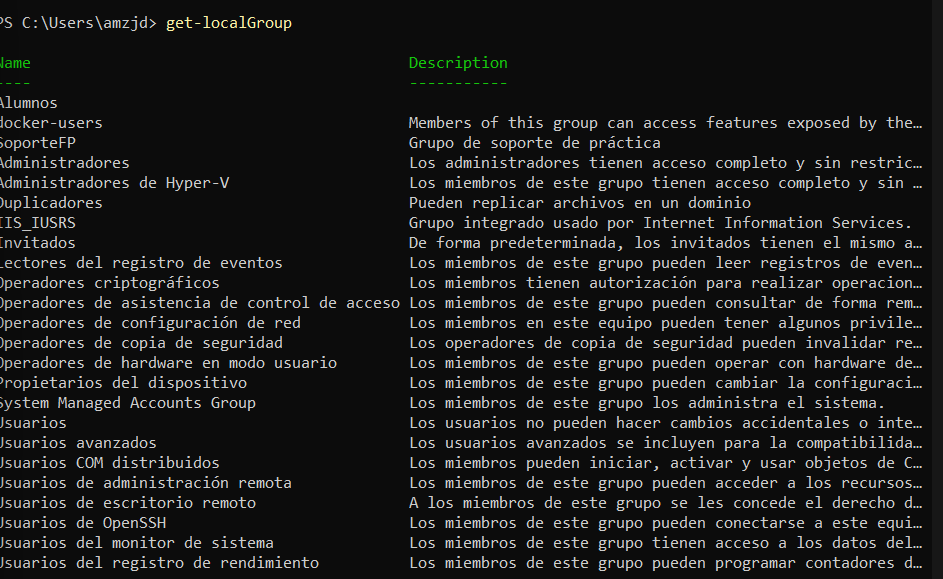 PS C:\Users\amzjd> get-localGroup
Name Description
---- -----------
Alumnos
docker-users Members of this group can access features exposed by the…
SoporteFP Grupo de soporte de práctica
Administradores Los administradores tienen acceso completo y sin restric…
Administradores de Hyper-V Los miembros de este grupo tienen acceso completo y sin …
Duplicadores Pueden replicar archivos en un dominio
IIS_IUSRS Grupo integrado usado por Internet Information Services.
Invitados De forma predeterminada, los invitados tienen el mismo a…
Lectores del registro de eventos Los miembros de este grupo pueden leer registros de even…
Operadores criptográficos Los miembros tienen autorización para realizar operacion…
Operadores de asistencia de control de acceso Los miembros de este grupo pueden consultar de forma rem…
Operadores de configuración de red Los miembros en este equipo pueden tener algunos privile…
Operadores de copia de seguridad Los operadores de copia de seguridad pueden invalidar re…
Operadores de hardware en modo usuario Los miembros de este grupo pueden operar con hardware de…
Propietarios del dispositivo Los miembros de este grupo pueden cambiar la configuraci…
System Managed Accounts Group Los miembros de este grupo los administra el sistema.
Usuarios Los usuarios no pueden hacer cambios accidentales o inte…
Usuarios avanzados Los usuarios avanzados se incluyen para la compatibilida…
Usuarios COM distribuidos Los miembros pueden iniciar, activar y usar objetos de C…
Usuarios de administración remota Los miembros de este grupo pueden acceder a los recursos…
Usuarios de escritorio remoto A los miembros de este grupo se les concede el derecho d…
Usuarios de OpenSSH Los miembros de este grupo pueden conectarse a este equi…
Usuarios del monitor de sistema Los miembros de este grupo tienen acceso a los datos del…
Usuarios del registro de rendimiento Los miembros de este grupo pueden programar contadores d…